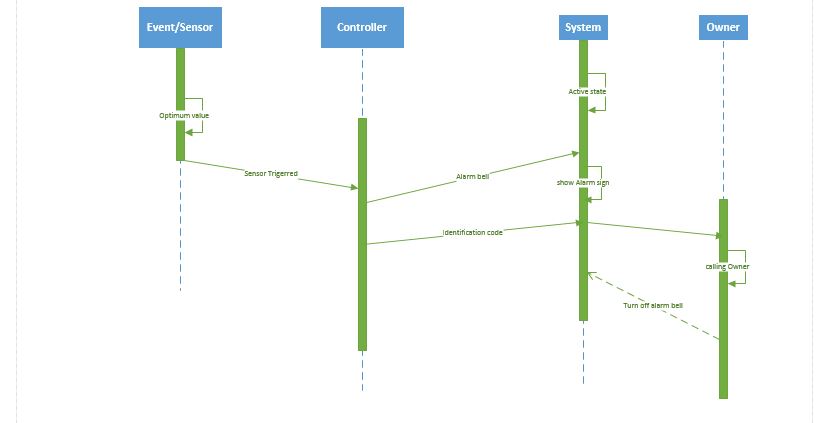 Event/Sensor
Controller
System
Owner
Active state
Optimum value
Sensor Trigerred
Alarm bell
show Alarm sign
Identification code
calling Owner
Turn off alarm bell